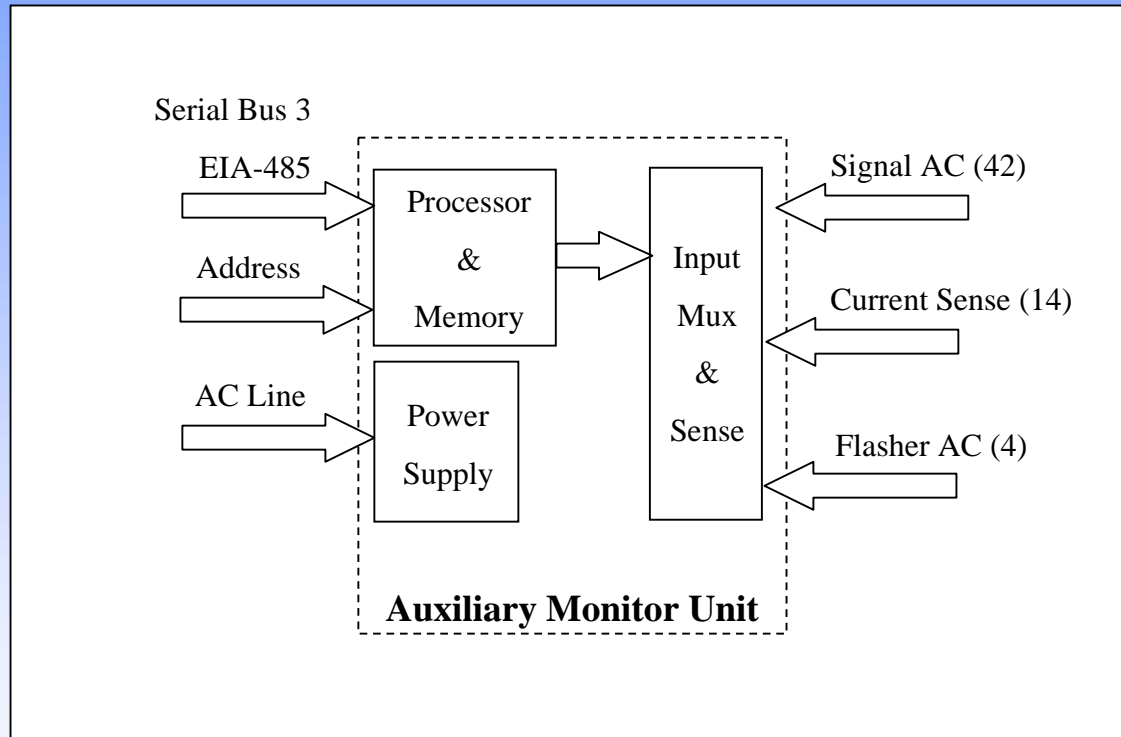 Serial Bus 3
EIA-485
Address
AC Line
Processor
&
Memory
Power
Supply
Input
Mux
&
Sense
Signal AC (42)
Current Sense (14)
Flasher AC (4)
Auxiliary Monitor Unit